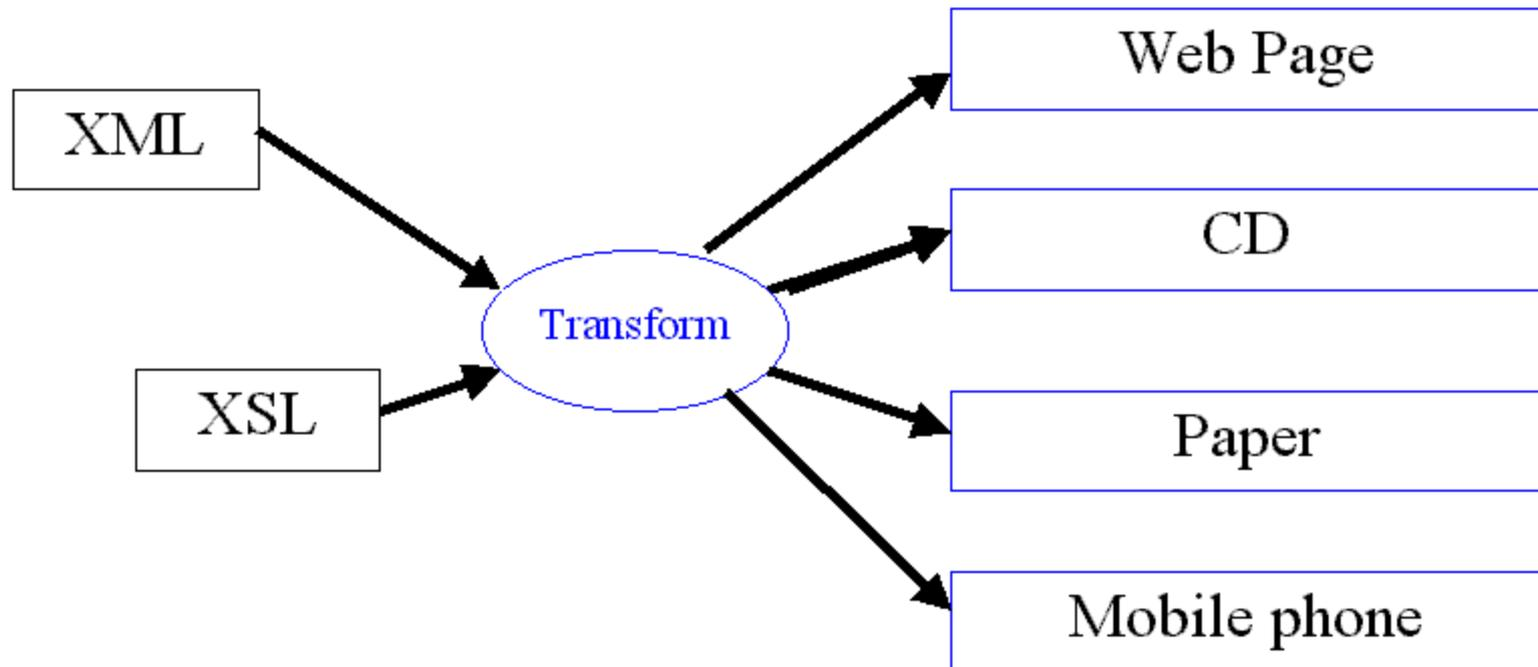 XML
XSL
Transform
Web Page
CD
Paper
Mobile phone